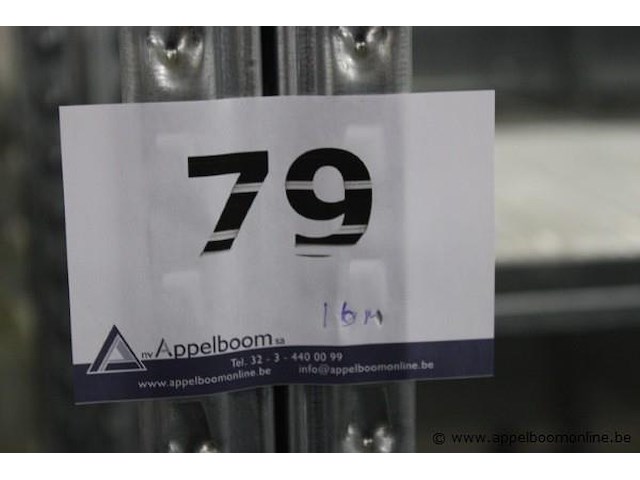 79
16m
nv Appelboom sa
Tel. 32 - 3 - 440 00 99
www.appelboomonline.be info@appelboomonline.be
© www.appelboomonline.be